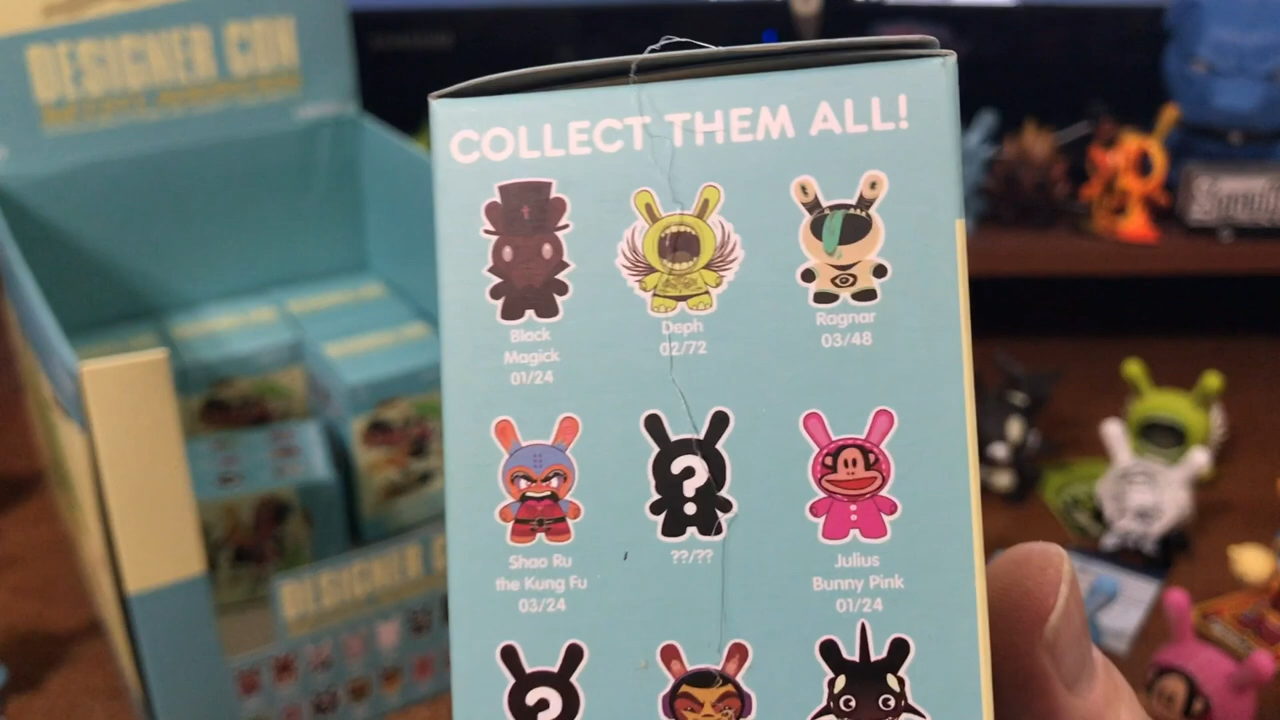 DESIGNER CON
COLLECT THEM ALL!
Black
Magick
01/24
Deph
02/72
Ragnar
03/48
Shao Ru
the Kung Fu
03/24
?
??/??
Julius
Bunny Pink
01/24
?
DESIGNER C